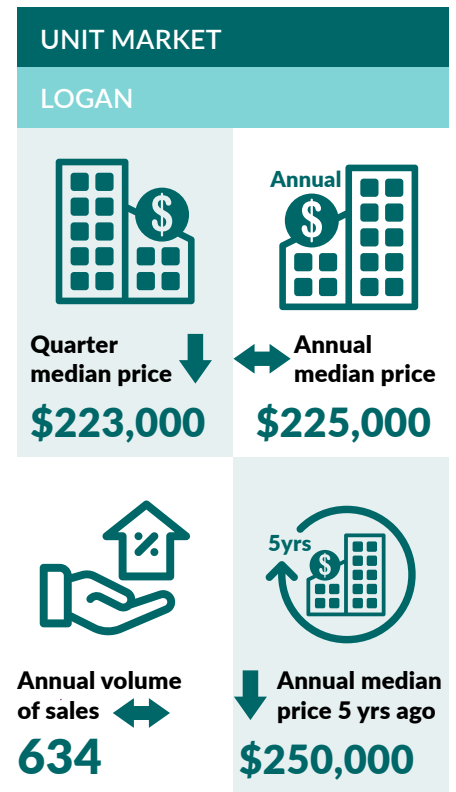 UNIT MARKET
LOGAN
$
Quarter
median price
$223,000
Annual
$
Annual
median price
$225,000
%
Annual volume
of sales
634
5yrs
$
Annual median
price 5 yrs ago
$250,000